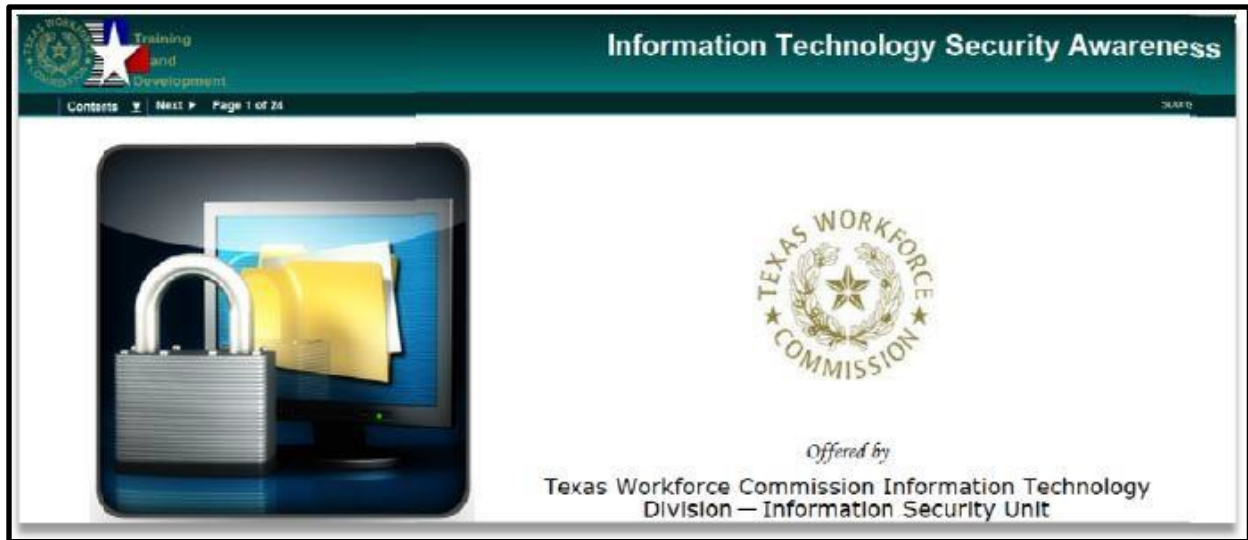 Training
and
Development
Information Technology Security Awareness
Contents Next Page 1 of 24
TEXAS WORKFORCE
COMMISSION
Offered by
Texas Workforce Commission Information Technology
Division — Information Security Unit